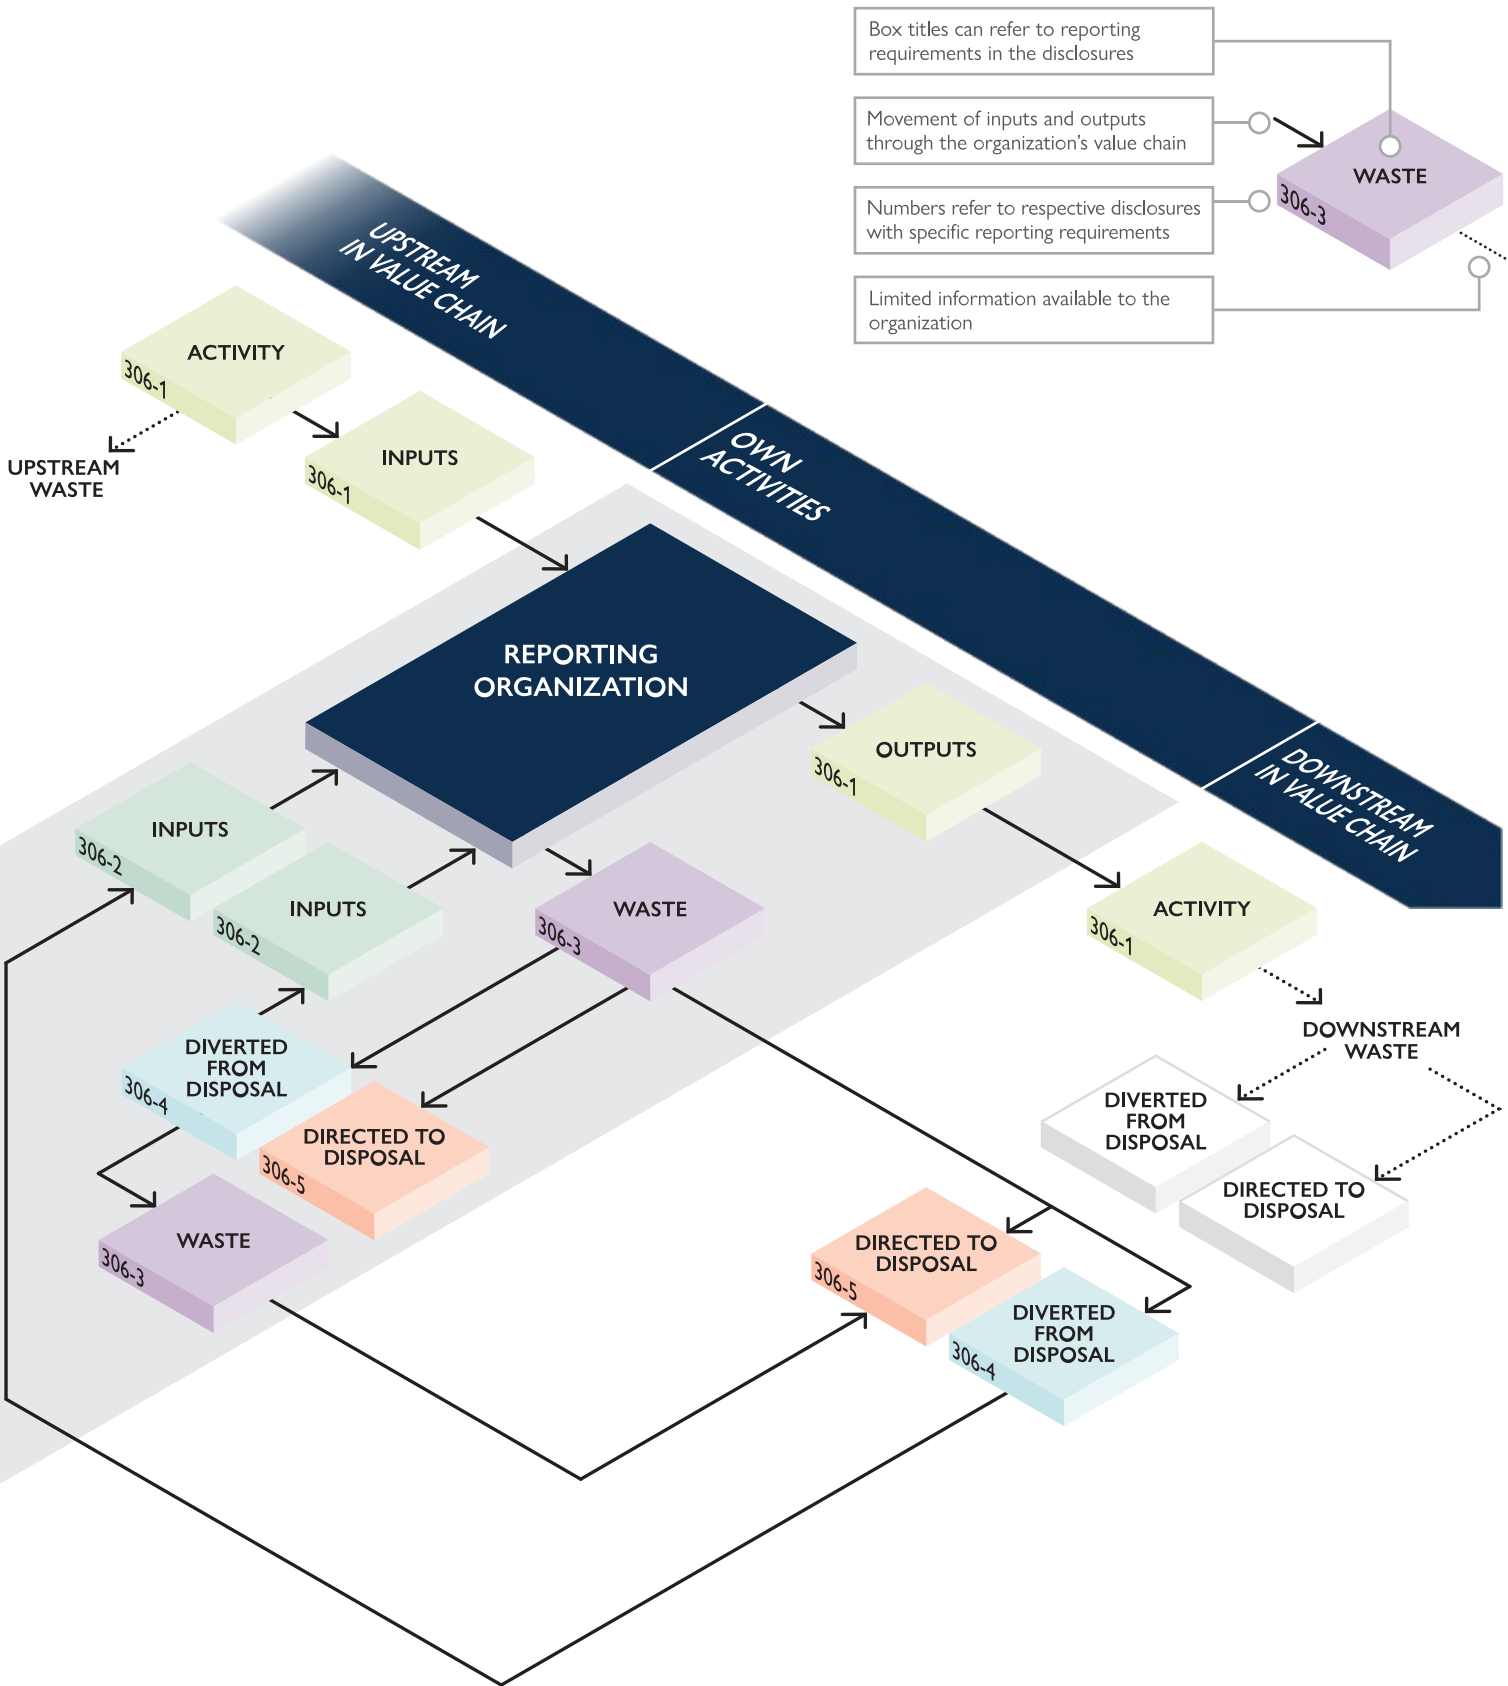 Box titles can refer to reporting
requirements in the disclosures
Movement of inputs and outputs
through the organization's value chain
Numbers refer to respective disclosures
with specific reporting requirements
Limited information available to the
organization
WASTE
306-3
UPSTREAM
IN VALUE CHAIN
OWN
ACTIVITIES
DOWNSTREAM
IN VALUE CHAIN
ACTIVITY
306-1
UPSTREAM
WASTE
INPUTS
306-1
REPORTING
ORGANIZATION
OUTPUTS
306-1
INPUTS
306-2
INPUTS
306-2
WASTE
306-3
ACTIVITY
306-1
DOWNSTREAM
WASTE
DIVERTED
FROM
DISPOSAL
306-4
DIRECTED TO
DISPOSAL
306-5
DIVERTED
FROM
DISPOSAL
DIRECTED TO
DISPOSAL
WASTE
306-3
DIRECTED TO
DISPOSAL
306-5
DIVERTED
FROM
DISPOSAL
306-4